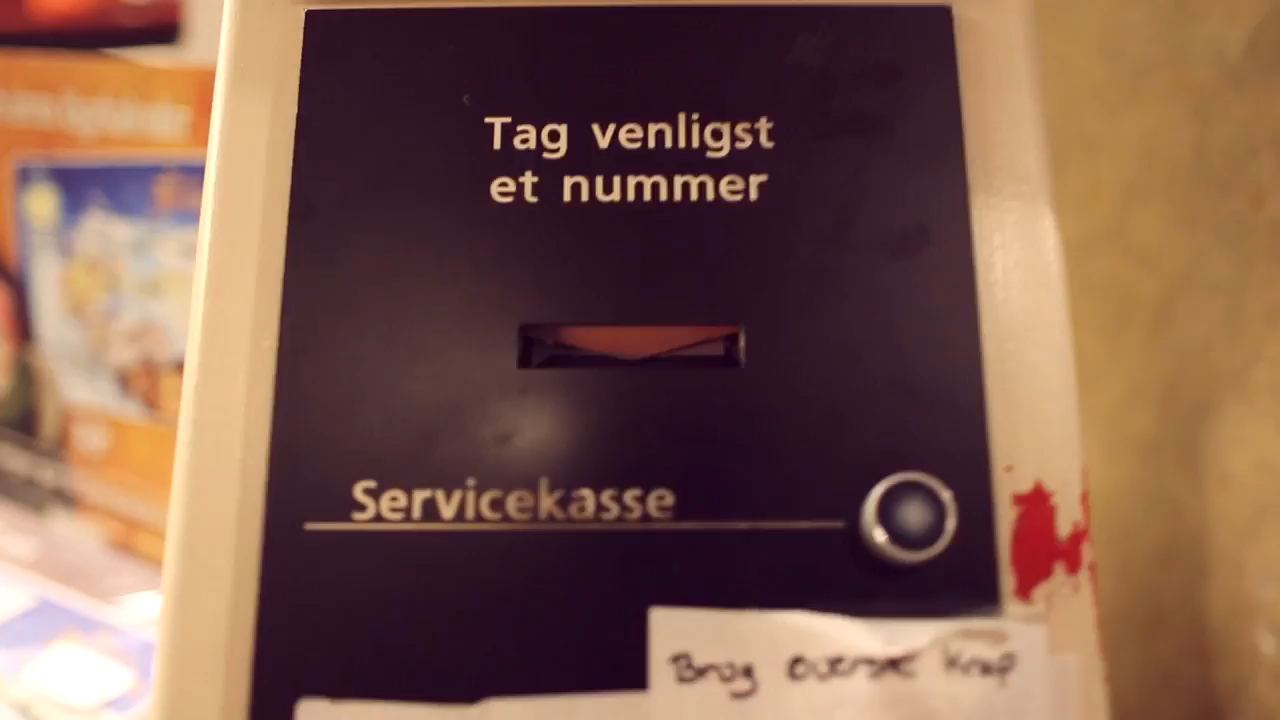 Tag venligst
et nummer
Servicekasse
Brug øverste knap